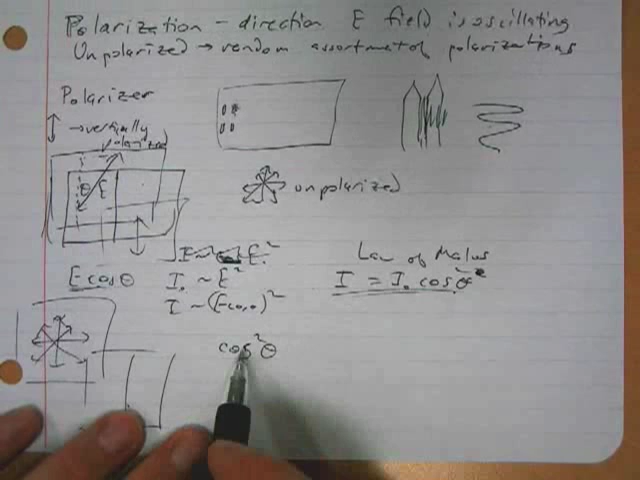 Polarization - direction E field is oscillating
Unpolarized → random assortment of polarizations
Polarizer
→ vertically
θ E
unpolarized
E cos θ
I₀ ~ E²
I ~ (E cos θ)²
Law of Malus
I = I₀ cos²θ
cos²θ